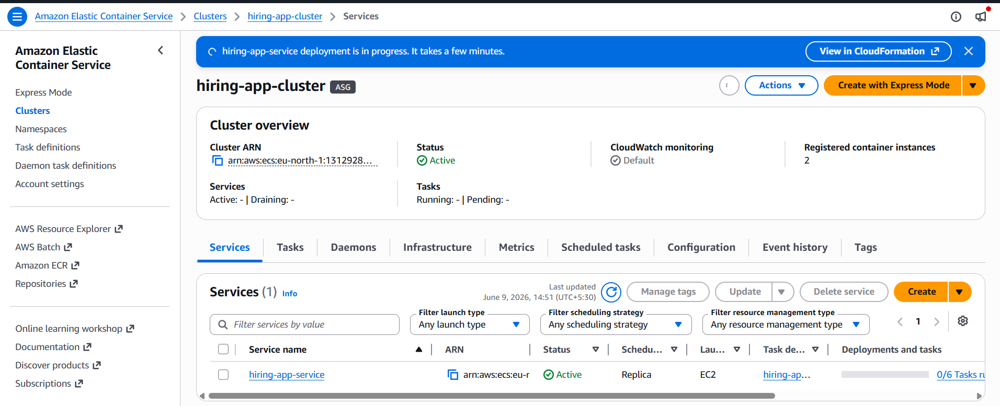 Amazon Elastic Container Service > Clusters > hiring-app-cluster > Services
Amazon Elastic
Container Service
Express Mode
Clusters
Namespaces
Task definitions
Daemon task definitions
Account settings
AWS Resource Explorer
AWS Batch
Amazon ECR
Repositories
Online learning workshop
Documentation
Discover products
Subscriptions
hiring-app-service deployment is in progress. It takes a few minutes.
View in CloudFormation
hiring-app-cluster ASG
Actions
Create with Express Mode
Cluster overview
Cluster ARN
arn:aws:ecs:eu-north-1:1312928...
Status
Active
CloudWatch monitoring
Default
Registered container instances
2
Services
Active: - | Draining: -
Tasks
Running: - | Pending: -
Services Tasks Daemons Infrastructure Metrics Scheduled tasks Configuration Event history Tags
Services (1) Info
Last updated
June 9, 2026, 14:51 (UTC+5:30)
Manage tags
Update
Delete service
Create
Filter services by value
Filter launch type
Any launch type
Filter scheduling strategy
Any scheduling strategy
Filter resource management type
Any resource management type
1
Service name ARN Status Schedu... Lau... Task de... Deployments and tasks
hiring-app-service arn:aws:ecs:eu-r Active Replica EC2 hiring-ap... 0/6 Tasks ru